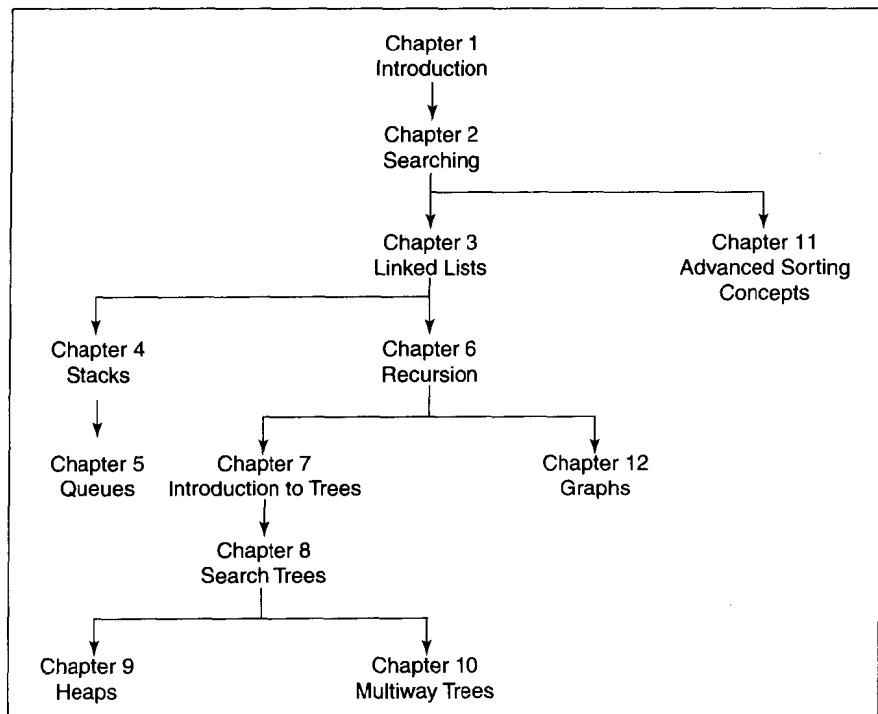 Chapter 1
Introduction
Chapter 2
Searching
Chapter 3
Linked Lists
Chapter 11
Advanced Sorting
Concepts
Chapter 4
Stacks
Chapter 6
Recursion
Chapter 5
Queues
Chapter 7
Introduction to Trees
Chapter 12
Graphs
Chapter 8
Search Trees
Chapter 9
Heaps
Chapter 10
Multiway Trees